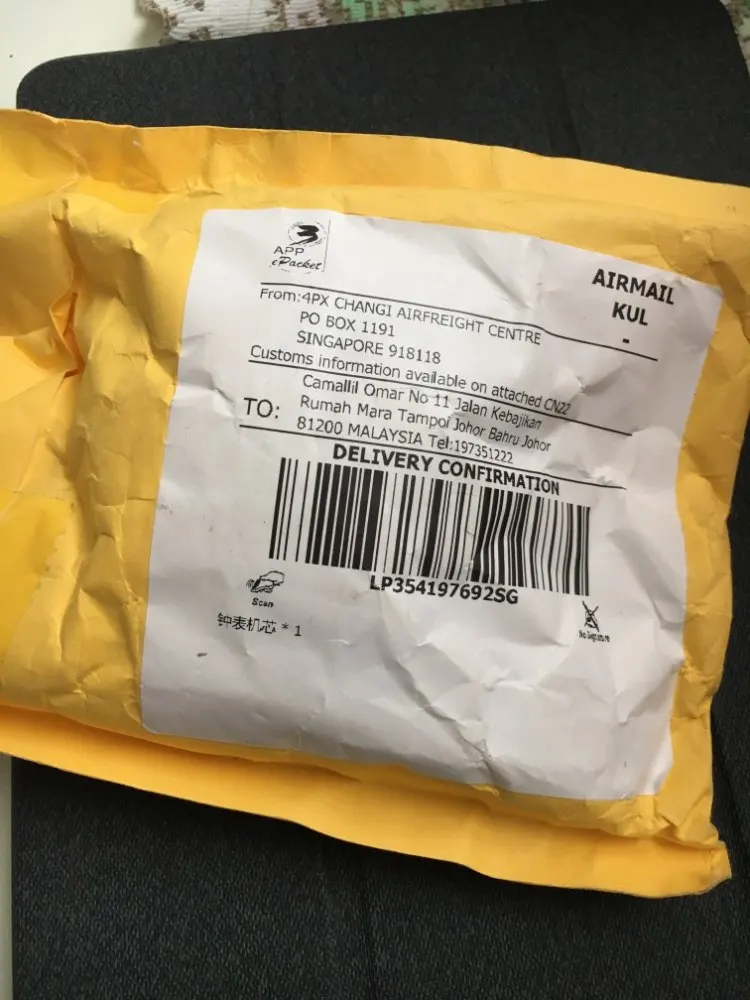 APP
ePacket
AIRMAIL
KUL
-
From:4PX CHANGI AIRFREIGHT CENTRE
PO BOX 1191
SINGAPORE 918118
Customs information available on attached CN22
TO:
Camallil Omar No 11 Jalan Kebajikan
Rumah Mara Tampoi Johor Bahru Johor
81200 MALAYSIA Tel:197351222
DELIVERY CONFIRMATION
LP354197692SG
Scan
No Signature
钟表机芯 * 1